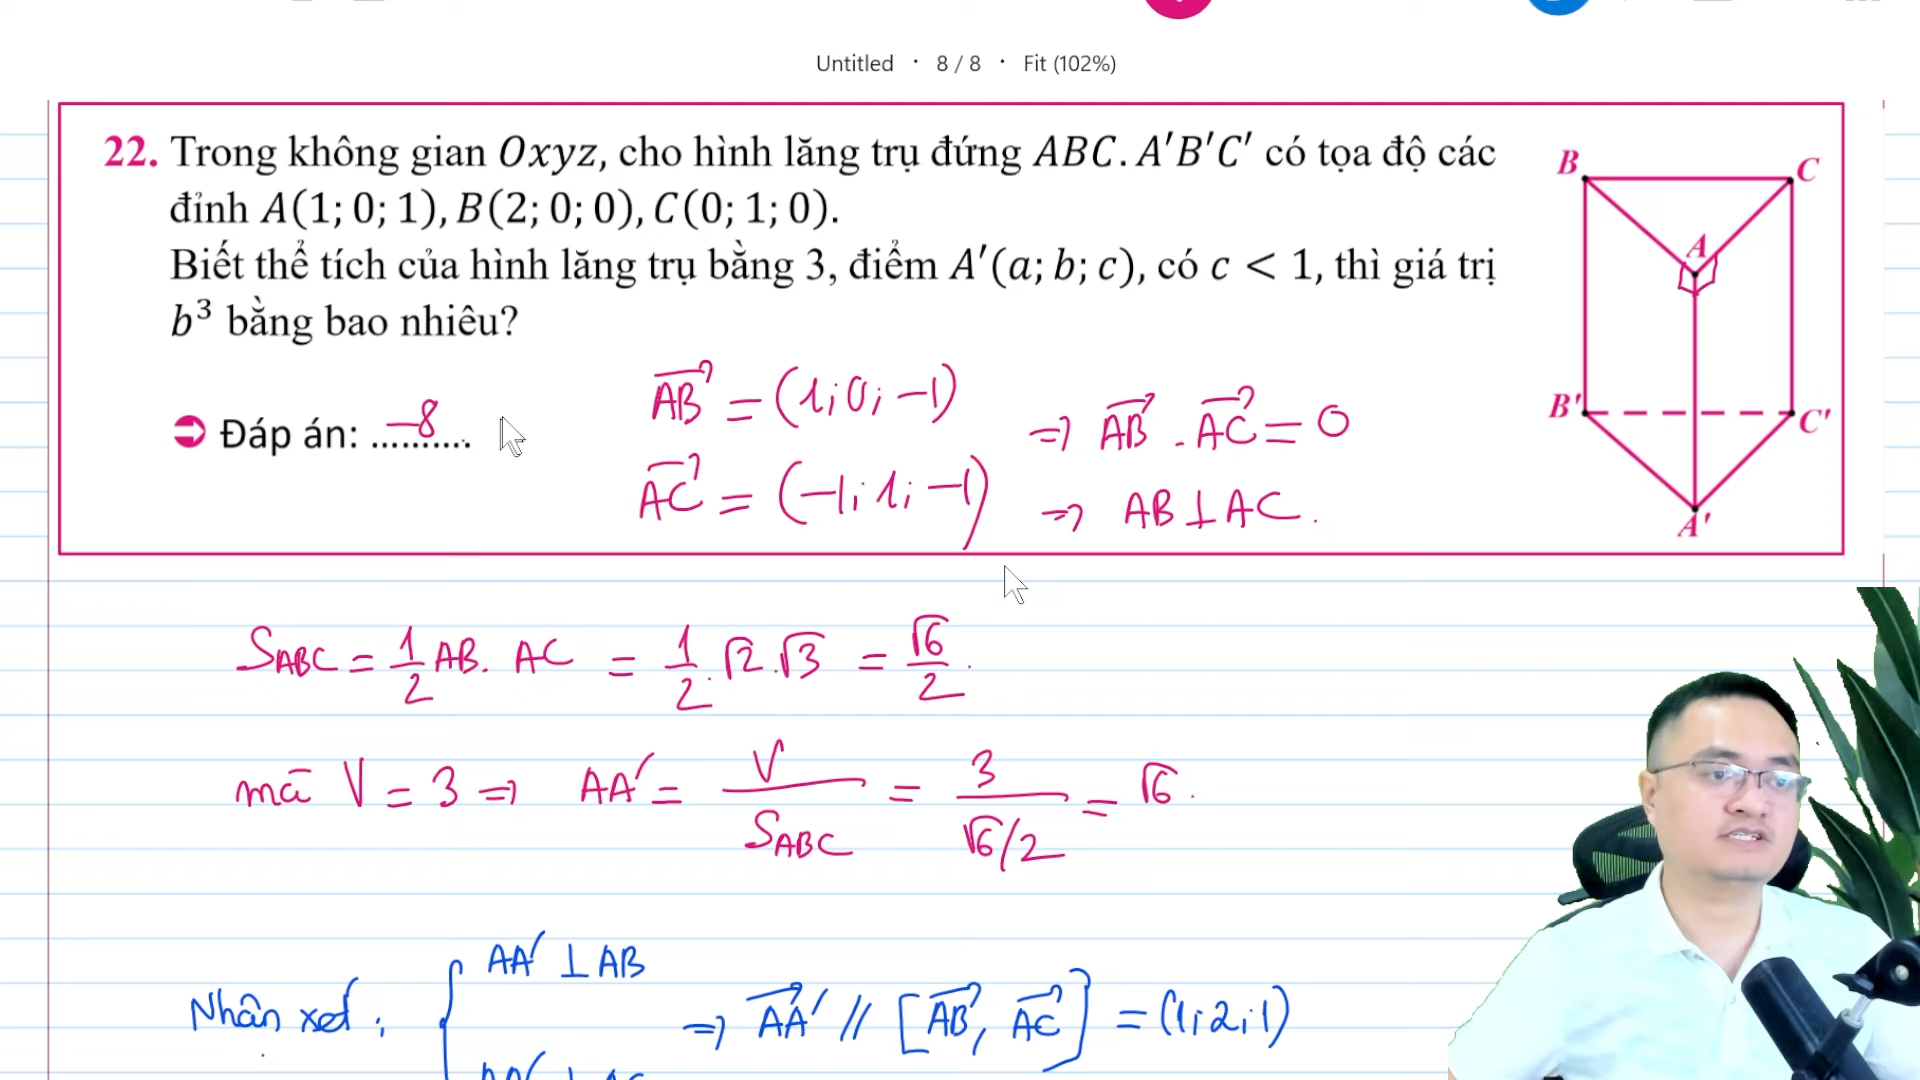 Untitled · 8 / 8 · Fit (102%)
22. Trong không gian Oxyz, cho hình lăng trụ đứng ABC.A′B′C′ có tọa độ các
đỉnh A(1; 0; 1), B(2; 0; 0), C(0; 1; 0).
Biết thể tích của hình lăng trụ bằng 3, điểm A′(a; b; c), có c < 1, thì giá trị
b³ bằng bao nhiêu?
Đáp án: ..-8....
B
C
A
B'
C'
A'
AB→ = (1; 0; -1)
AC→ = (-1; 1; -1)
⇒ AB→ . AC→ = 0
⇒ AB ⊥ AC.
S_ABC = 1/2 AB. AC = 1/2 . √2 . √3 = √6/2.
mà V = 3 ⇒ AA′ = V/S_ABC = 3/(√6/2) = √6.
Nhận xét: { AA′ ⊥ AB
⇒ AA′→ // [AB→, AC→] = (1; 2; 1)